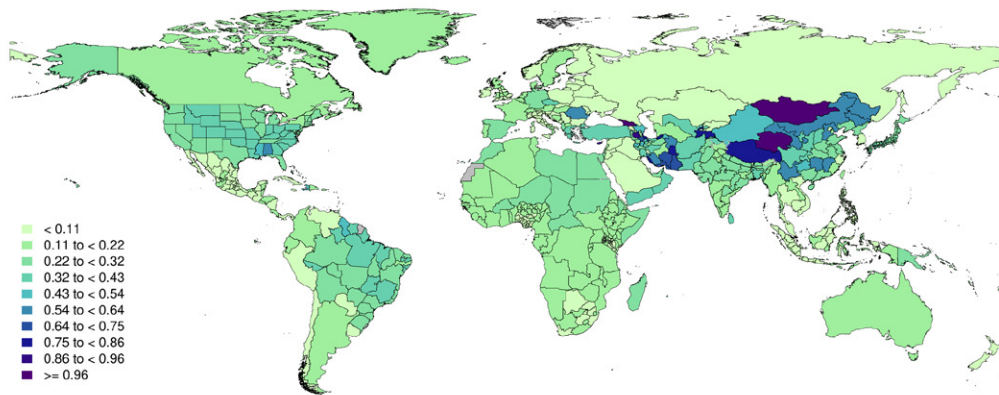 < 0.11
0.11 to < 0.22
0.22 to < 0.32
0.32 to < 0.43
0.43 to < 0.54
0.54 to < 0.64
0.64 to < 0.75
0.75 to < 0.86
0.86 to < 0.96
>= 0.96